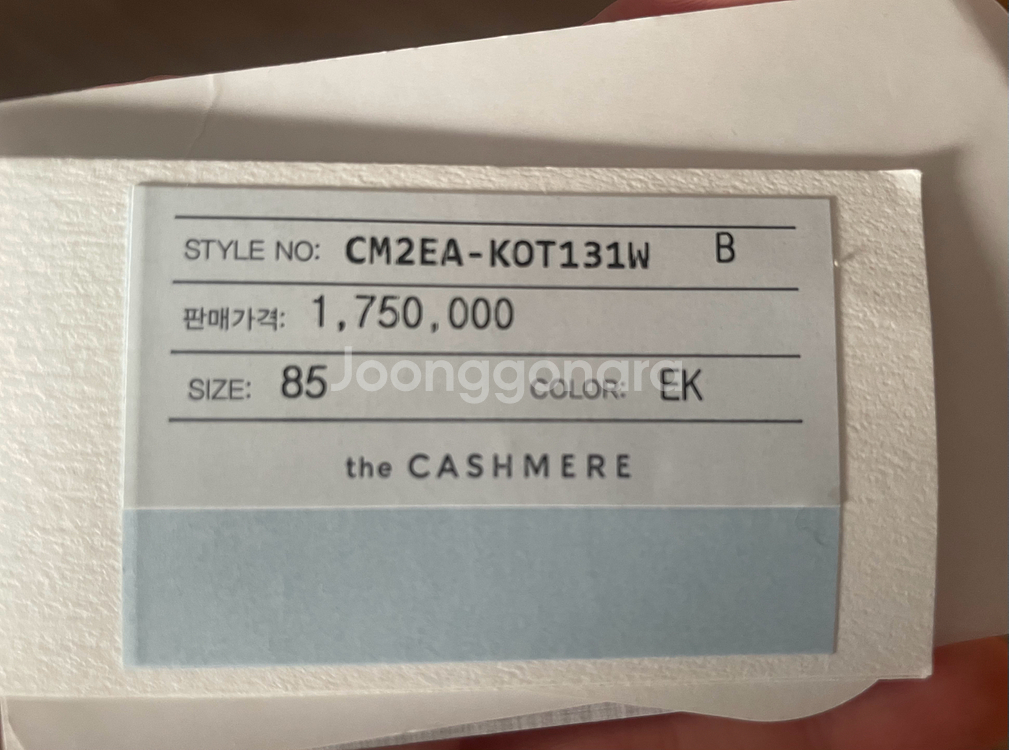 STYLE NO: CM2EA-KOT131W B
판매가격: 1,750,000
SIZE: 85 COLOR: EK
Joonggonara
the CASHMERE